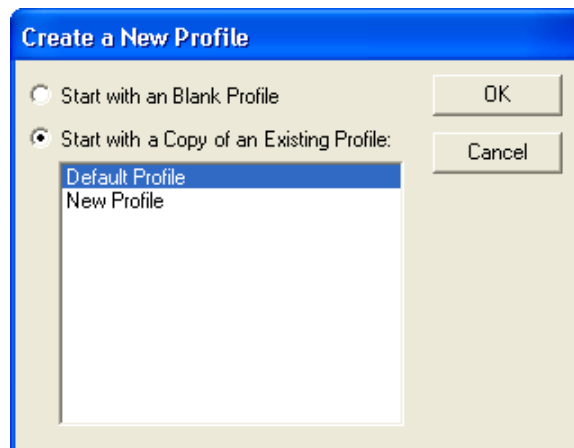 Create a New Profile
Start with an Blank Profile
OK
Start with a Copy of an Existing Profile:
Cancel
Default Profile
New Profile